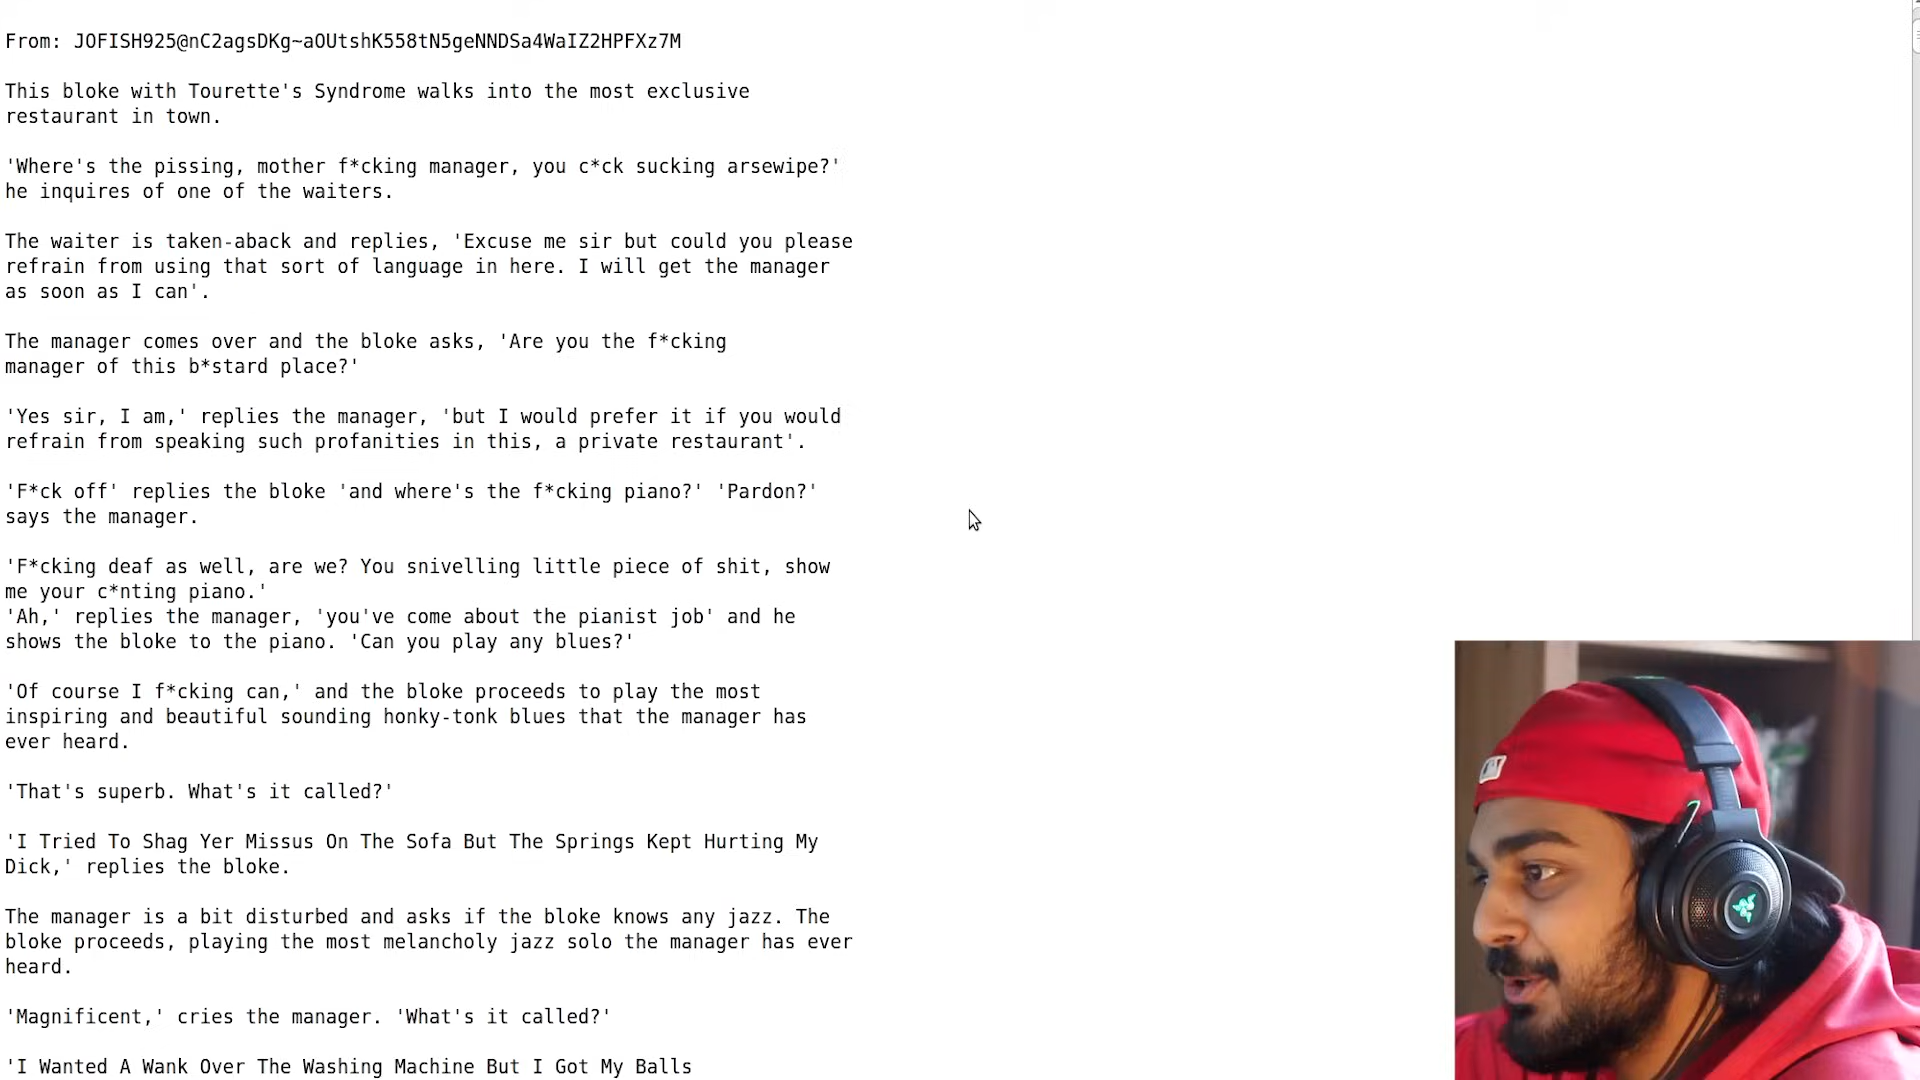 From: JOFISH925@nC2agsDKg~aOUtshK558tN5geNNDSa4WaIZ2HPFXz7M
This bloke with Tourette's Syndrome walks into the most exclusive
restaurant in town.
'Where's the pissing, mother f*cking manager, you c*ck sucking arsewipe?'
he inquires of one of the waiters.
The waiter is taken-aback and replies, 'Excuse me sir but could you please
refrain from using that sort of language in here. I will get the manager
as soon as I can'.
The manager comes over and the bloke asks, 'Are you the f*cking
manager of this b*stard place?'
'Yes sir, I am,' replies the manager, 'but I would prefer it if you would
refrain from speaking such profanities in this, a private restaurant'.
'F*ck off' replies the bloke 'and where's the f*cking piano?' 'Pardon?'
says the manager.
'F*cking deaf as well, are we? You snivelling little piece of shit, show
me your c*nting piano.'
'Ah,' replies the manager, 'you've come about the pianist job' and he
shows the bloke to the piano. 'Can you play any blues?'
'Of course I f*cking can,' and the bloke proceeds to play the most
inspiring and beautiful sounding honky-tonk blues that the manager has
ever heard.
'That's superb. What's it called?'
'I Tried To Shag Yer Missus On The Sofa But The Springs Kept Hurting My
Dick,' replies the bloke.
The manager is a bit disturbed and asks if the bloke knows any jazz. The
bloke proceeds, playing the most melancholy jazz solo the manager has ever
heard.
'Magnificent,' cries the manager. 'What's it called?'
'I Wanted A Wank Over The Washing Machine But I Got My Balls